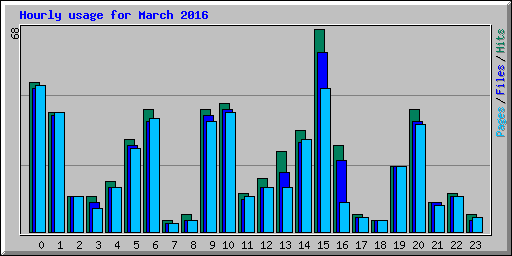 Hourly usage for March 2016
68
Pages / Files / Hits
0 1 2 3 4 5 6 7 8 9 10 11 12 13 14 15 16 17 18 19 20 21 22 23